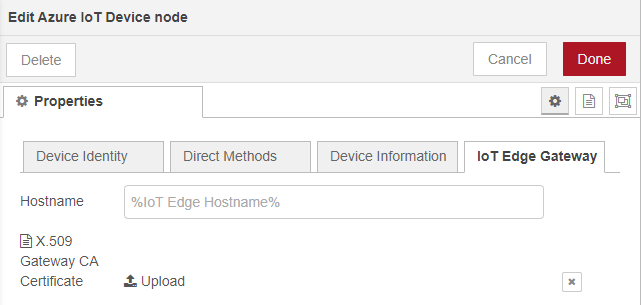 Edit Azure IoT Device node
Delete
Cancel
Done
Properties
Device Identity
Direct Methods
Device Information
IoT Edge Gateway
Hostname
%IoT Edge Hostname%
X.509
Gateway CA
Certificate
Upload